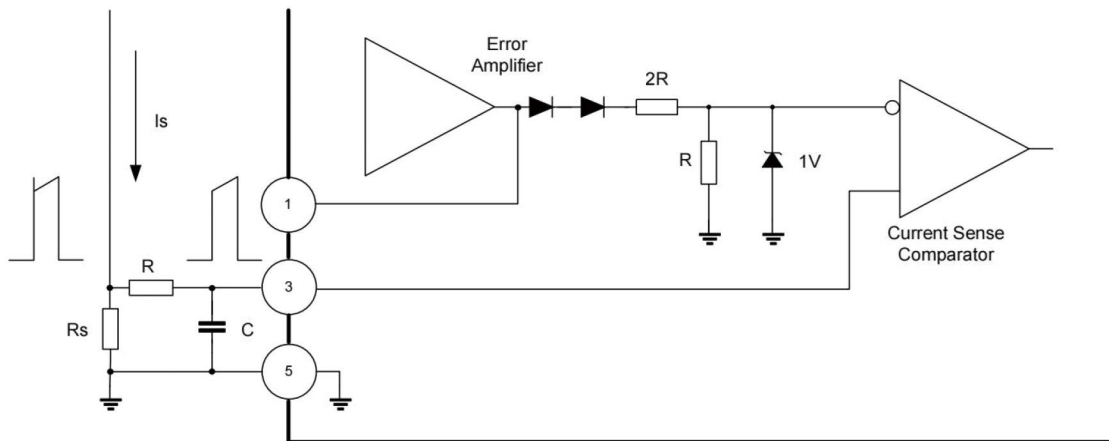 Error
Amplifier
2R
Is
R
1V
1
Current Sense
Comparator
R
3
Rs
C
5